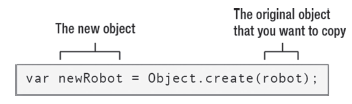 The new object
The original object
that you want to copy
var newRobot = Object.create(robot);